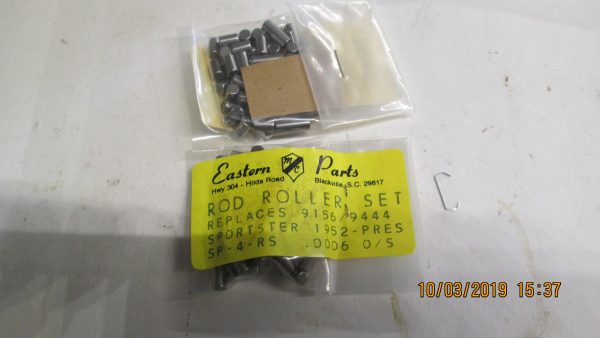 Eastern MC Parts
Hwy 304 - Hilda Road Blackville, S.C. 29817
ROD ROLLER SET
REPLACES 9156/9444
SPORTSTER 1952-PRES
SP-4-RS .0006 O/S
10/03/2019 15:37